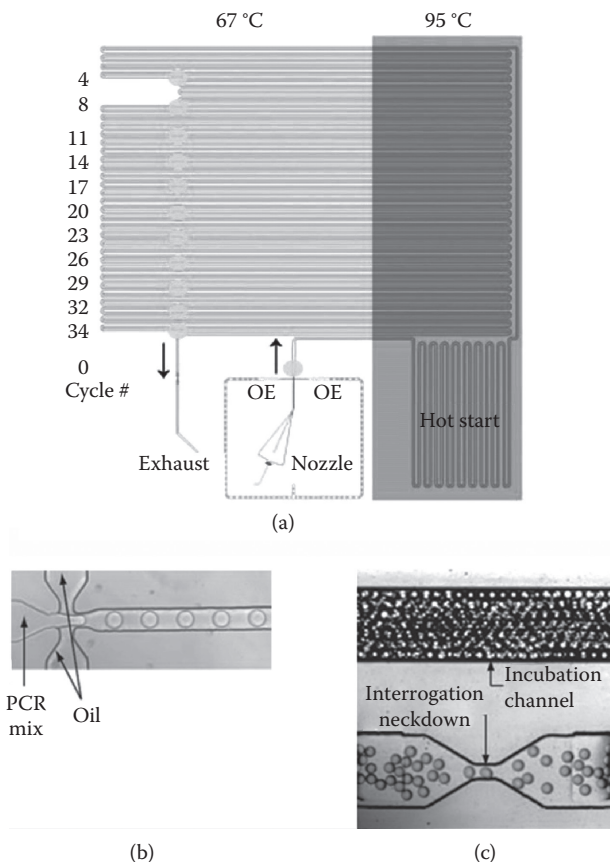 67 °C 95 °C
4
8
11
14
17
20
23
26
29
32
34
0
Cycle #
OE OE
Hot start
Exhaust
Nozzle
(a)
PCR
mix
Oil
Incubation
channel
Interrogation
neckdown
(b)
(c)